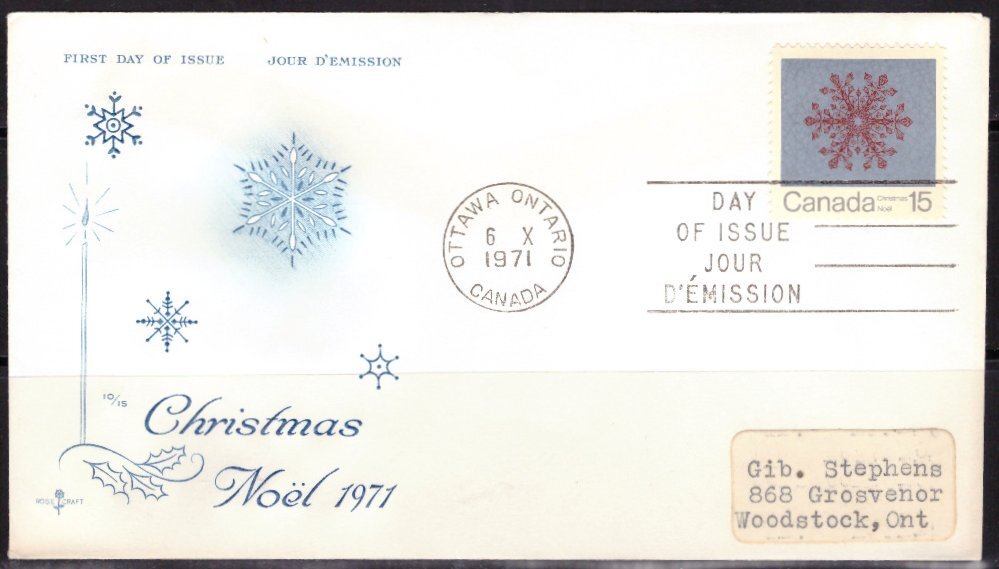 FIRST DAY OF ISSUE JOUR D'EMISSION
Canada Christmas Noël 15
OTTAWA ONTARIO
6 X
1971
CANADA
DAY
OF ISSUE
JOUR
D'ÉMISSION
10/15
Christmas
Noël 1971
ROSE CRAFT
Gib. Stephens
868 Grosvenor
Woodstock, Ont